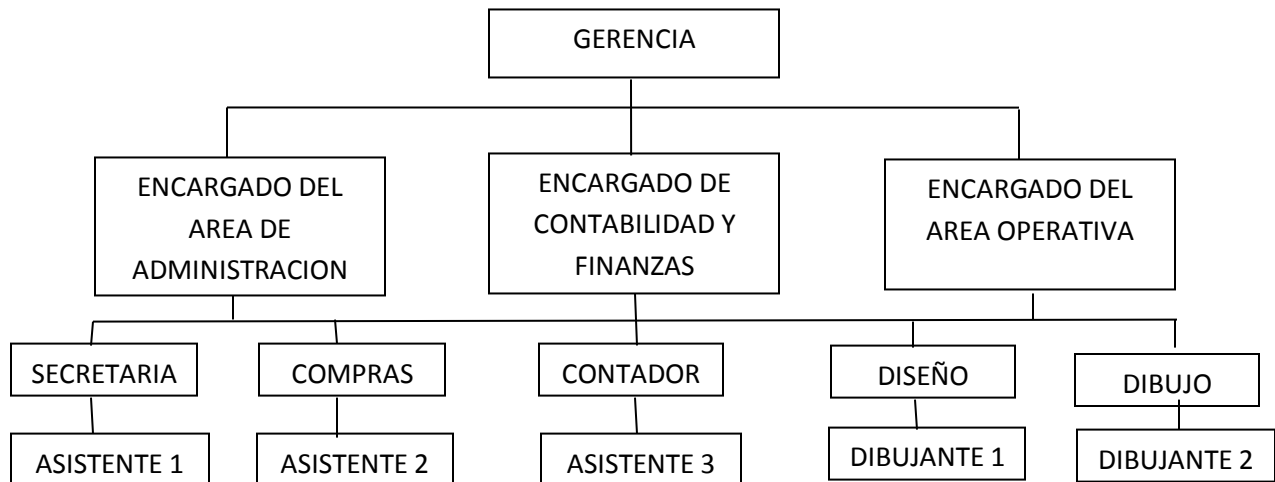 GERENCIA
ENCARGADO DEL
AREA DE
ADMINISTRACION
ENCARGADO DE
CONTABILIDAD Y
FINANZAS
ENCARGADO DEL
AREA OPERATIVA
SECRETARIA
COMPRAS
CONTADOR
DISEÑO
DIBUJO
ASISTENTE 1
ASISTENTE 2
ASISTENTE 3
DIBUJANTE 1
DIBUJANTE 2